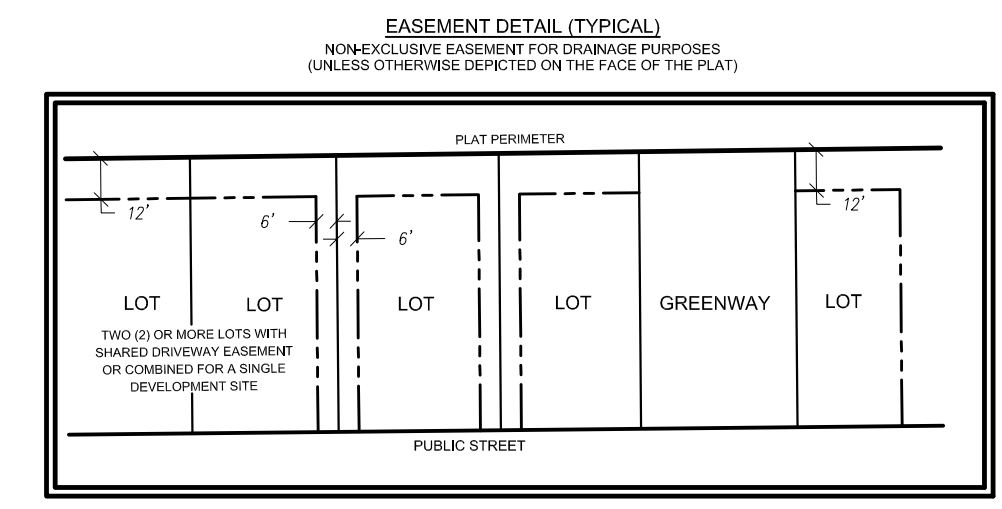 EASEMENT DETAIL (TYPICAL)
NON-EXCLUSIVE EASEMENT FOR DRAINAGE PURPOSES
(UNLESS OTHERWISE DEPICTED ON THE FACE OF THE PLAT)
PLAT PERIMETER
12'
6'
6'
12'
LOT
LOT
LOT
LOT
GREENWAY
LOT
TWO (2) OR MORE LOTS WITH
SHARED DRIVEWAY EASEMENT
OR COMBINED FOR A SINGLE
DEVELOPMENT SITE
PUBLIC STREET